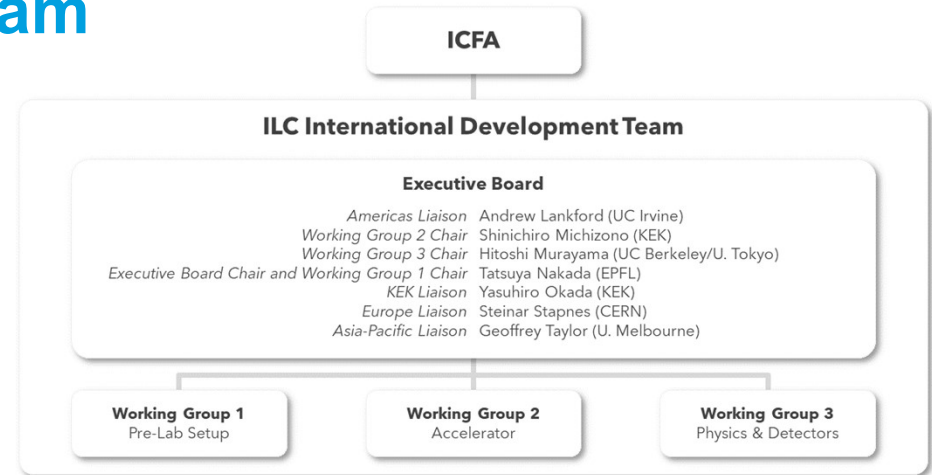 am
ICFA
ILC International Development Team
Executive Board
Americas Liaison Andrew Lankford (UC Irvine)
Working Group 2 Chair Shinichiro Michizono (KEK)
Working Group 3 Chair Hitoshi Murayama (UC Berkeley/U. Tokyo)
Executive Board Chair and Working Group 1 Chair Tatsuya Nakada (EPFL)
KEK Liaison Yasuhiro Okada (KEK)
Europe Liaison Steinar Stapnes (CERN)
Asia-Pacific Liaison Geoffrey Taylor (U. Melbourne)
Working Group 1
Pre-Lab Setup
Working Group 2
Accelerator
Working Group 3
Physics & Detectors